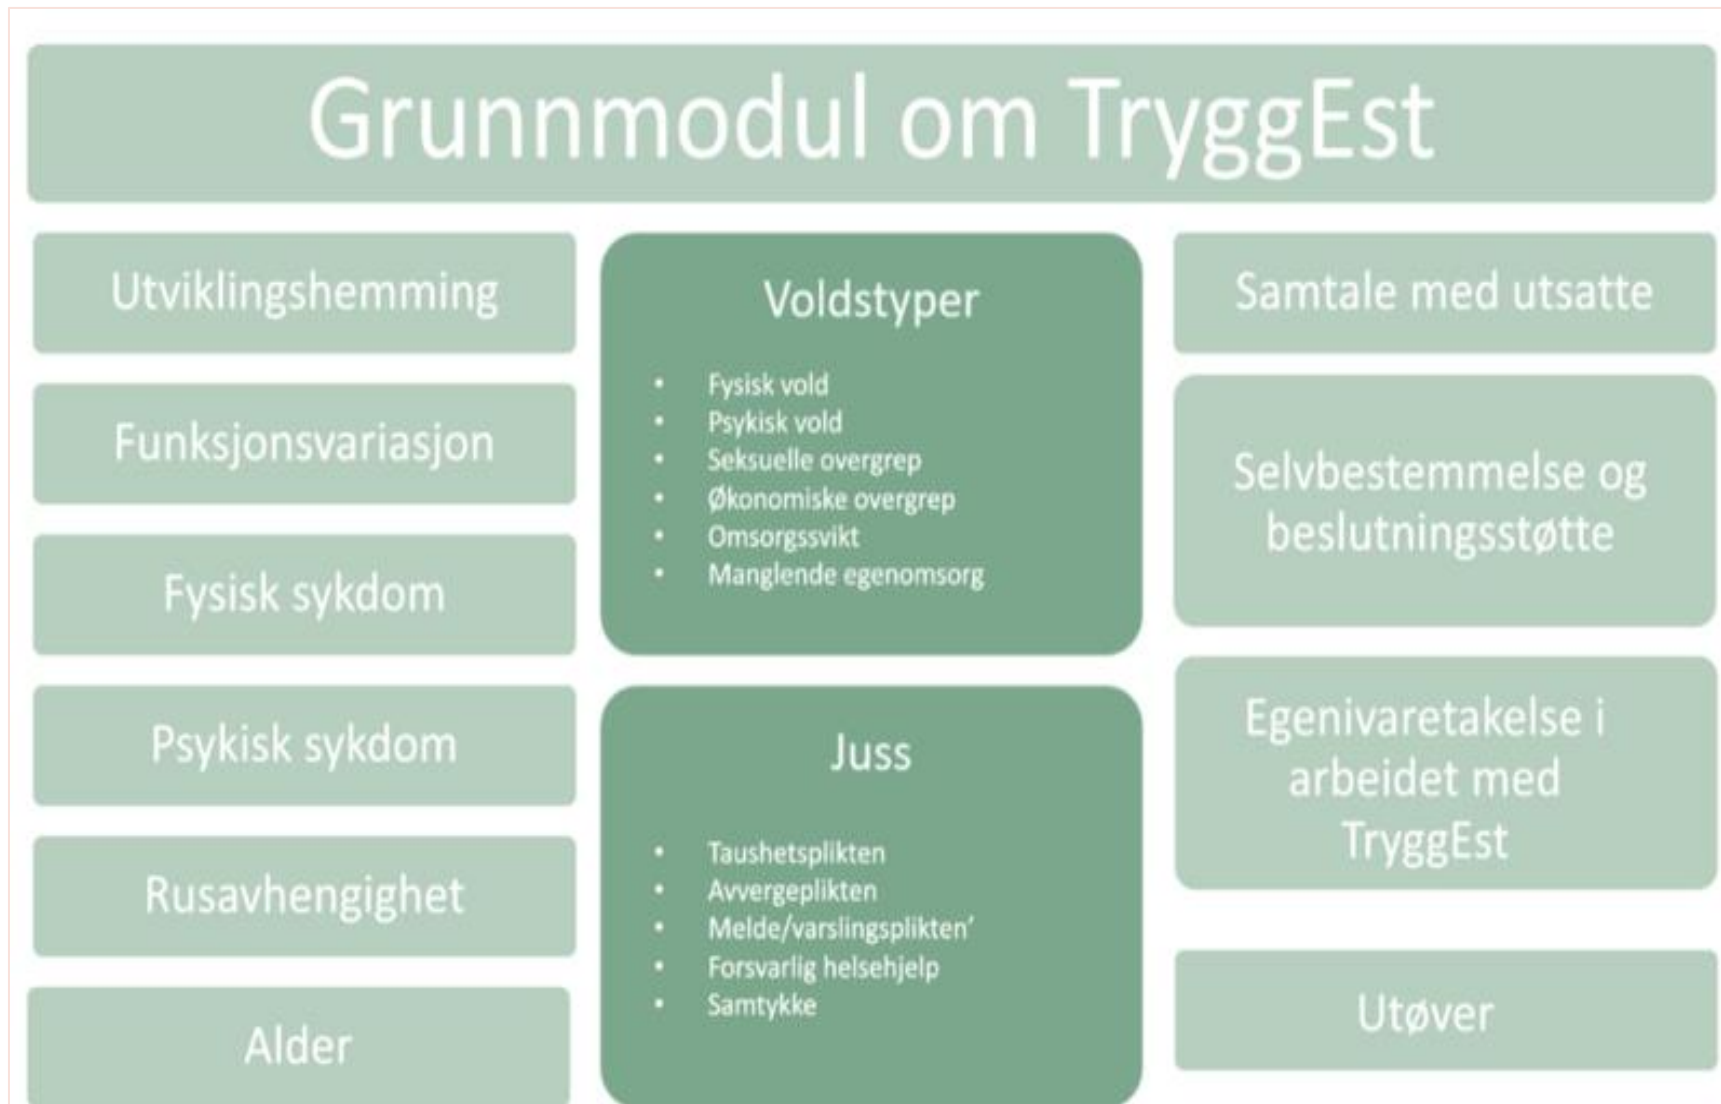 Grunnmodul om TryggEst
Utviklingshemming
Funksjonsvariasjon
Fysisk sykdom
Psykisk sykdom
Rusavhengighet
Alder
Voldstyper
• Fysisk vold
• Psykisk vold
• Seksuelle overgrep
• Økonomiske overgrep
• Omsorgssvikt
• Manglende egenomsorg
Juss
• Taushetsplikten
• Avvergeplikten
• Melde/varslingsplikten’
• Forsvarlig helsehjelp
• Samtykke
Samtale med utsatte
Selvbestemmelse og
beslutningsstøtte
Egenivaretakelse i
arbeidet med
TryggEst
Utøver